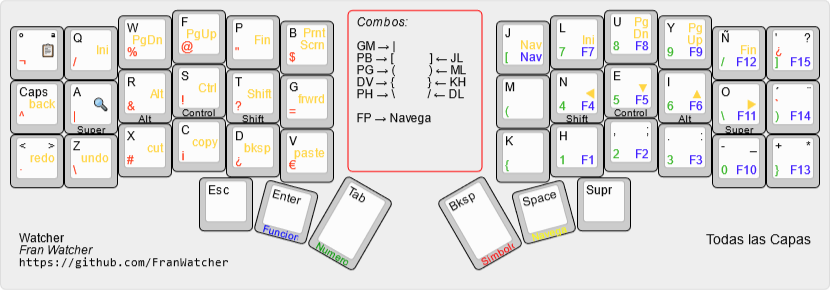 Combos:
GM → |
PB → [ ] ← JL
PG → ( ) ← ML
DV → { } ← KH
PH → \ / ← DL
FP → Navega
º ª ¬
Q Ini /
W PgDn %
F PgUp @
P Fin "
B Prnt Scrn $
J Nav [ Nav
L Ini 7 F7
U Pg Dn 8 F8
Y Pg Up 9 F9
Ñ Fin / F12
' ? ¿ ] F15
Caps back ^
A | Super
R Alt & Alt
S Ctrl ! Control
T Shift ? Shift
G frwrd =
M (
N 4 F4 Shift
E 5 F5 Control
I 6 F6 Alt
O \ F11 Super
) F14
< > redo
Z undo \
X cut #
C copy ¡
D bksp ¿
V paste €
K {
H 1 F1
, ; 2 F2
. : 3 F3
- _ 0 F10
+ * } F13
Esc
Enter Funcion
Tab Numero
Bksp Simbolr
Space
Supr
Watcher
Fran Watcher
https://github.com/FranWatcher
Todas las Capas